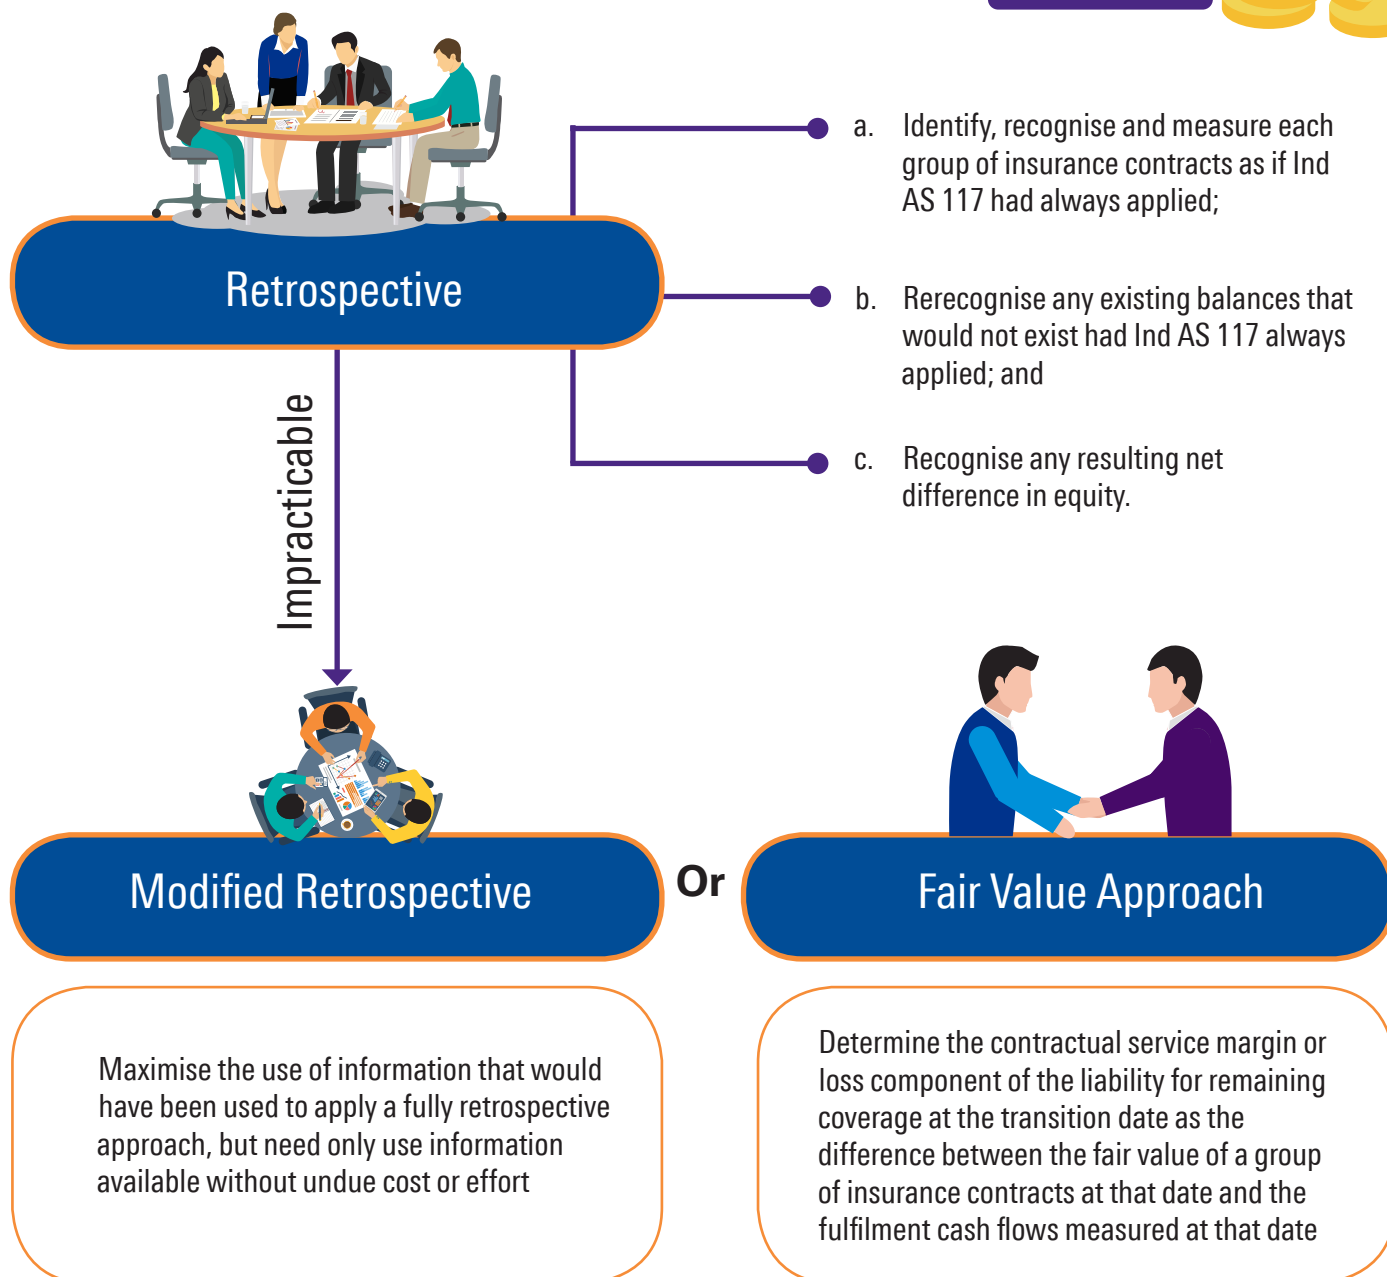 a. Identify, recognise and measure each
group of insurance contracts as if Ind
AS 117 had always applied;
Retrospective
b. Rerecognise any existing balances that
would not exist had Ind AS 117 always
applied; and
Impracticable
c. Recognise any resulting net
difference in equity.
Modified Retrospective
Or
Fair Value Approach
Maximise the use of information that would
have been used to apply a fully retrospective
approach, but need only use information
available without undue cost or effort
Determine the contractual service margin or
loss component of the liability for remaining
coverage at the transition date as the
difference between the fair value of a group
of insurance contracts at that date and the
fulfilment cash flows measured at that date